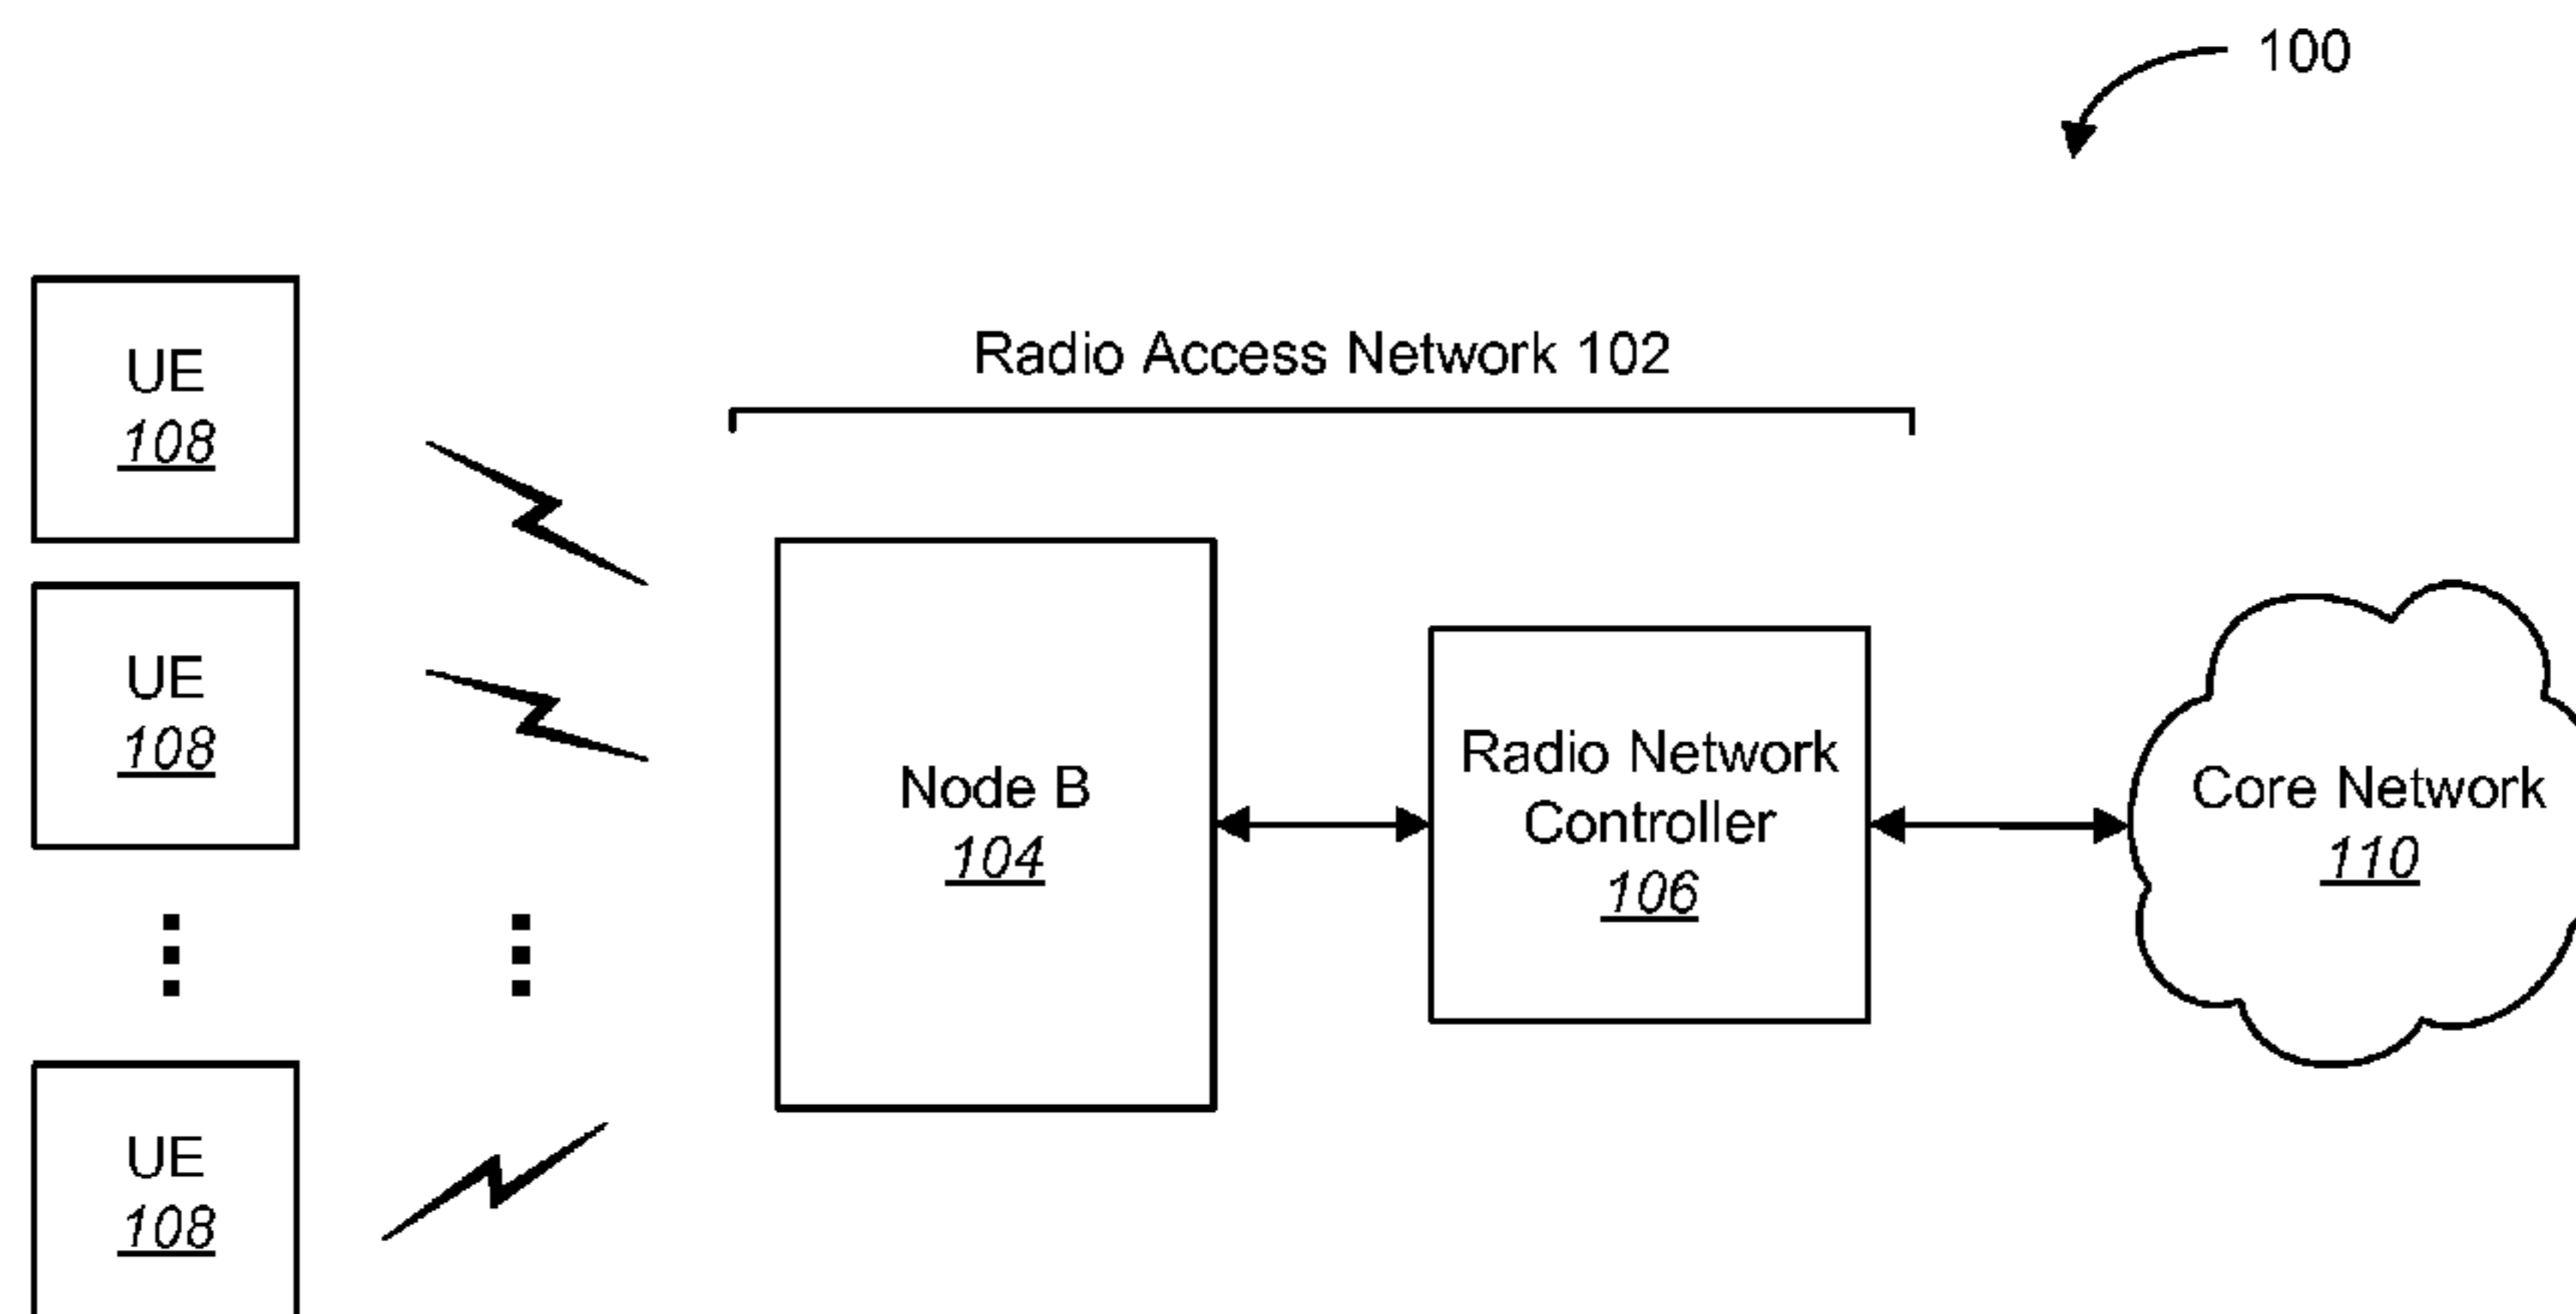 100
Radio Access Network 102
UE
108
UE
108
UE
108
Node B
104
Radio Network
Controller
106
Core Network
110